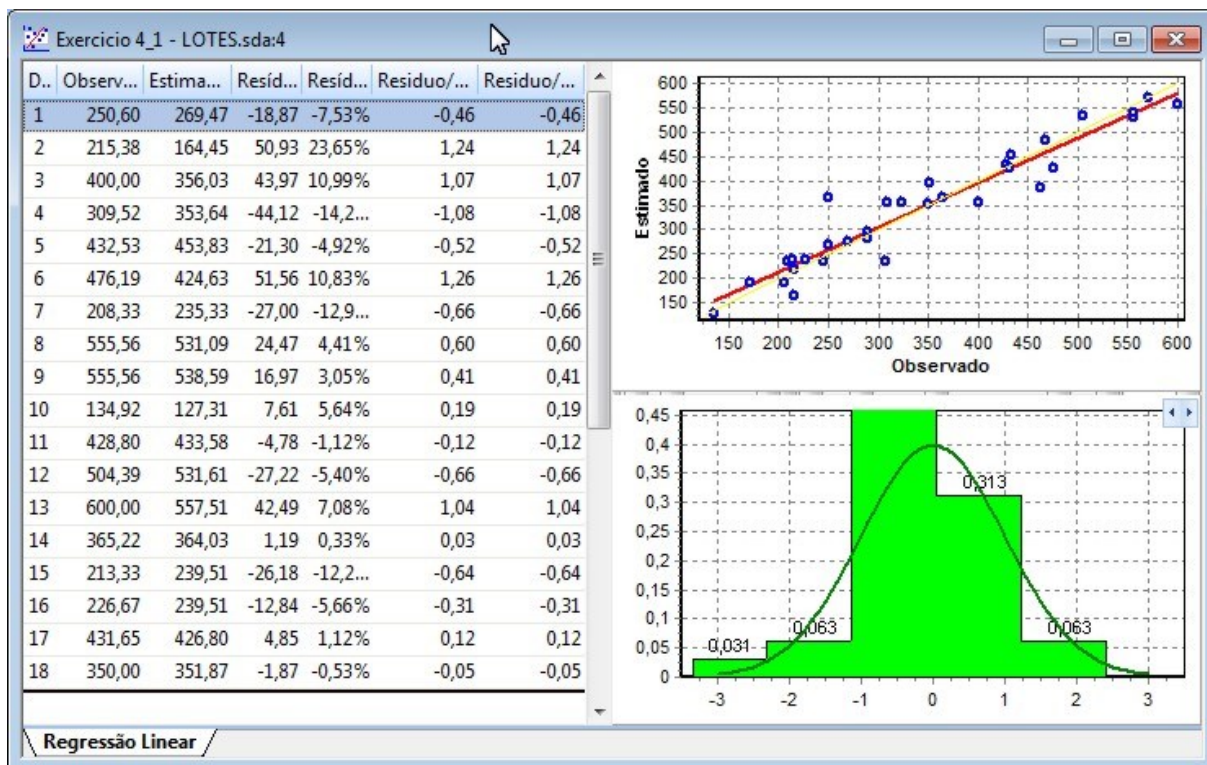 Exercicio 4_1 - LOTES.sda:4
D.. Observ... Estima... Resíd... Resíd... Residuo/... Residuo/...
1 250,60 269,47 -18,87 -7,53% -0,46 -0,46
2 215,38 164,45 50,93 23,65% 1,24 1,24
3 400,00 356,03 43,97 10,99% 1,07 1,07
4 309,52 353,64 -44,12 -14,2... -1,08 -1,08
5 432,53 453,83 -21,30 -4,92% -0,52 -0,52
6 476,19 424,63 51,56 10,83% 1,26 1,26
7 208,33 235,33 -27,00 -12,9... -0,66 -0,66
8 555,56 531,09 24,47 4,41% 0,60 0,60
9 555,56 538,59 16,97 3,05% 0,41 0,41
10 134,92 127,31 7,61 5,64% 0,19 0,19
11 428,80 433,58 -4,78 -1,12% -0,12 -0,12
12 504,39 531,61 -27,22 -5,40% -0,66 -0,66
13 600,00 557,51 42,49 7,08% 1,04 1,04
14 365,22 364,03 1,19 0,33% 0,03 0,03
15 213,33 239,51 -26,18 -12,2... -0,64 -0,64
16 226,67 239,51 -12,84 -5,66% -0,31 -0,31
17 431,65 426,80 4,85 1,12% 0,12 0,12
18 350,00 351,87 -1,87 -0,53% -0,05 -0,05
Regressão Linear
Estimado
600
550
500
450
400
350
300
250
200
150
150 200 250 300 350 400 450 500 550 600
Observado
0,45
0,4
0,35
0,3
0,25
0,2
0,15
0,1
0,05
0
0,031
0,063
0,313
0,063
-3 -2 -1 0 1 2 3